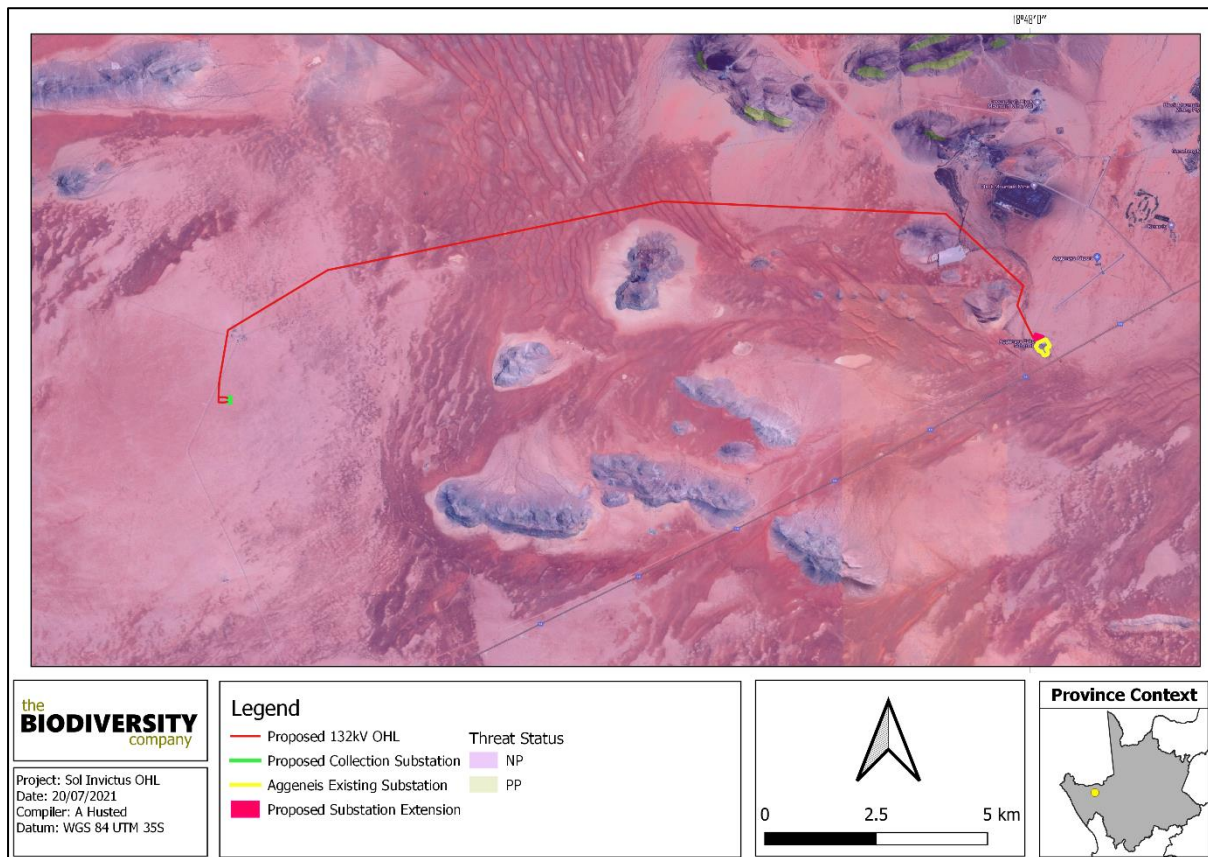 18°48'0"
the
BIODIVERSITY
company
Project: Sol Invictus OHL
Date: 20/07/2021
Compiler: A Husted
Datum: WGS 84 UTM 35S
Legend
Proposed 132kV OHL
Proposed Collection Substation
Aggeneis Existing Substation
Proposed Substation Extension
Threat Status
NP
PP
0
2.5
5 km
Province Context